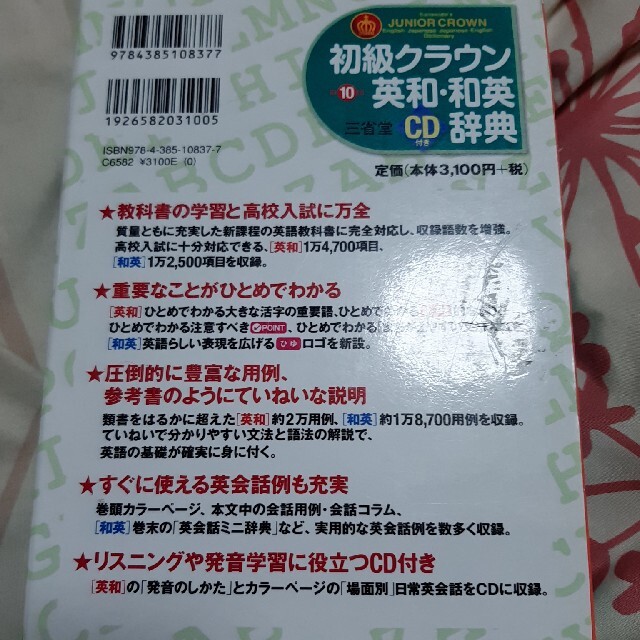 9784385108377
1926582031005
ISBN978-4-385-10837-7
C6582 ¥3100E (0)
JUNIOR CROWN
English-Japanese Japanese-English
Dictionary
初級クラウン
10
英和・和英
三省堂
CD付き
辞典
定価(本体3,100円+税)
★教科書の学習と高校入試に万全
質量ともに充実した新課程の英語教科書に完全対応し、収録語数を増強。
高校入試に十分対応できる、[英和]1万4,700項目、
[和英]1万2,500項目を収録。
★重要なことがひとめでわかる
[英和]ひとめでわかる大きな活字の重要語、ひとめでわかる
ひとめでわかる注意すべきPOINT、ひとめでわかる
[和英]英語らしい表現を広げるひゆロゴを新設。
★圧倒的に豊富な用例、
参考書のようにていねいな説明
類書をはるかに超えた[英和]約2万用例、[和英]約1万8,700用例を収録。
ていねいで分かりやすい文法と語法の解説で、
英語の基礎が確実に身に付く。
★すぐに使える英会話例も充実
巻頭カラーページ、本文中の会話用例・会話コラム、
[和英]巻末の「英会話ミニ辞典」など、実用的な英会話例を数多く収録。
★リスニングや発音学習に役立つCD付き
[英和]の「発音のしかた」とカラーページの「場面別」日常英会話をCDに収録。